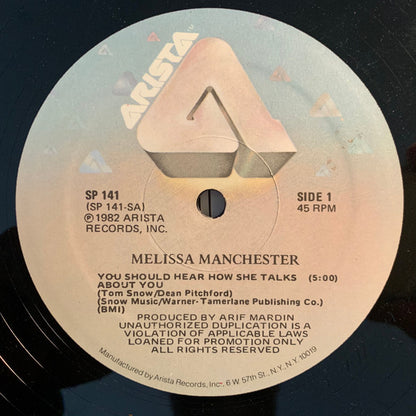 ARISTA
SP 141
(SP 141-SA)
℗ 1982 ARISTA
RECORDS, INC.
SIDE 1
45 RPM
MELISSA MANCHESTER
YOU SHOULD HEAR HOW SHE TALKS (5:00)
ABOUT YOU
(Tom Snow/Dean Pitchford)
(Snow Music/Warner-Tamerlane Publishing Co.)
(BMI)
PRODUCED BY ARIF MARDIN
UNAUTHORIZED DUPLICATION IS A
VIOLATION OF APPLICABLE LAWS
LOANED FOR PROMOTION ONLY
ALL RIGHTS RESERVED
Manufactured by Arista Records, Inc. 6 W 57th St., N.Y., N.Y. 10019